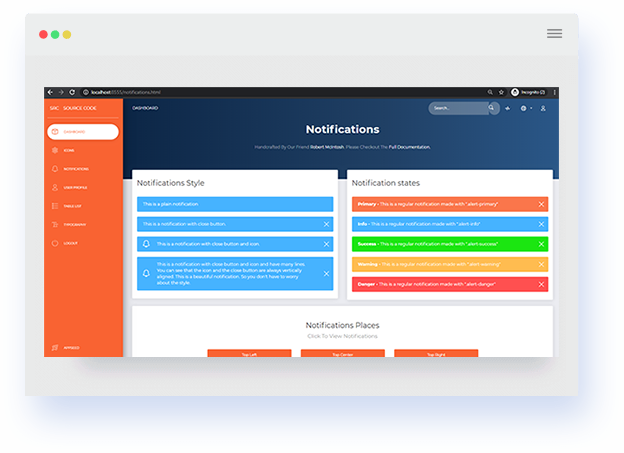 localhost:8555/notifications.html
Incognito (2)
SRC SOURCE CODE
DASHBOARD
ICONS
NOTIFICATIONS
USER PROFILE
TABLE LIST
TYPOGRAPHY
LOGOUT
DASHBOARD
Search...
Notifications
Handcrafted By Our Friend Robert McIntosh. Please Checkout The Full Documentation.
Notifications Style
This is a plain notification
This is a notification with close button.
This is a notification with close button and icon.
This is a notification with close button and icon and have many lines.
You can see that the icon and the close button are always vertically
aligned. This is a beautiful notification. So you don't have to worry
about the style.
Notification states
Primary - This is a regular notification made with "alert-primary"
Info - This is a regular notification made with "alert-info"
Success - This is a regular notification made with "alert-success"
Warning - This is a regular notification made with "alert-warning"
Danger - This is a regular notification made with "alert-danger"
Notifications Places
Click To View Notifications
Top Left
Top Center
Top Right